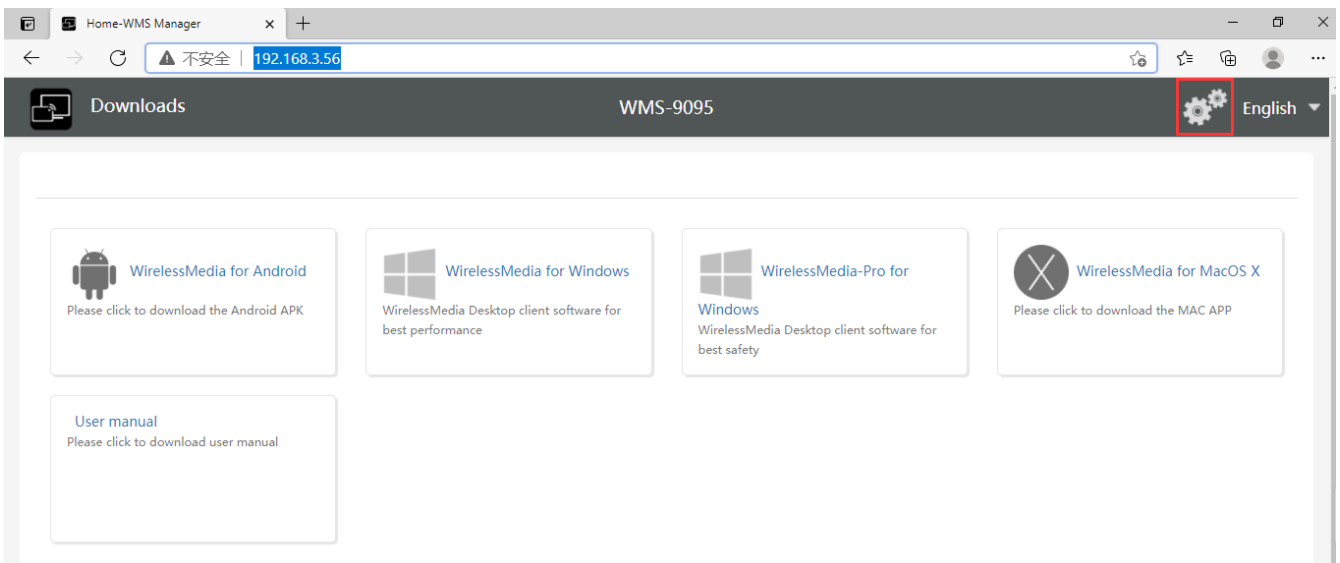 Home-WMS Manager
不安全 192.168.3.56
Downloads WMS-9095 English
WirelessMedia for Android
Please click to download the Android APK
WirelessMedia for Windows
WirelessMedia Desktop client software for
best performance
WirelessMedia-Pro for
Windows
WirelessMedia Desktop client software for
best safety
WirelessMedia for MacOS X
Please click to download the MAC APP
User manual
Please click to download user manual